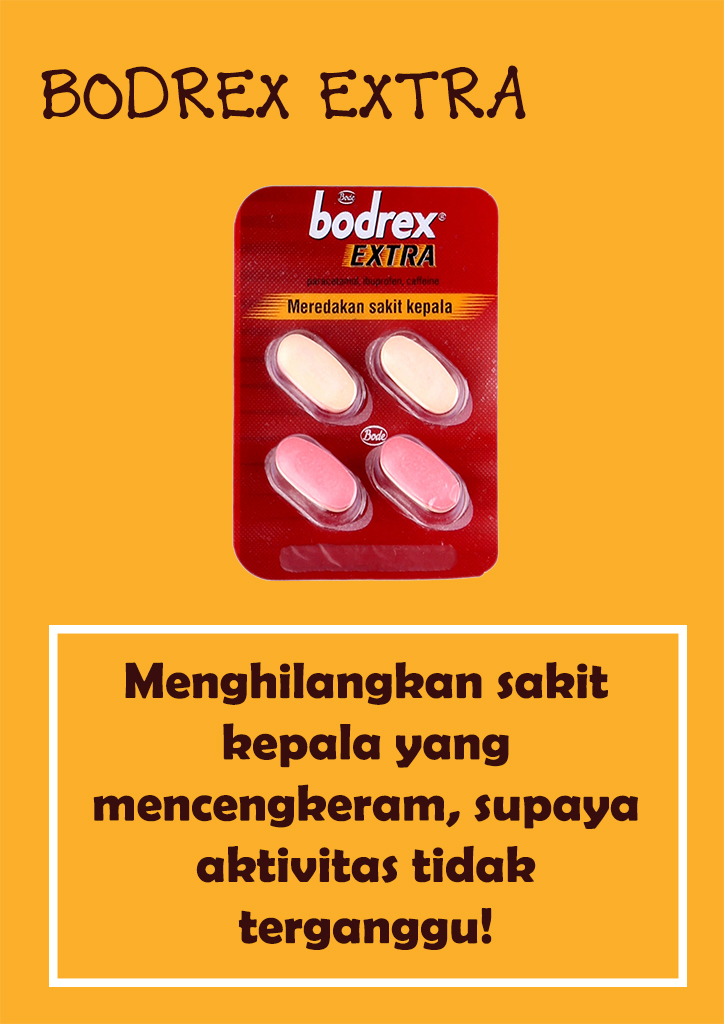 BODREX EXTRA
Bode
bodrex®
EXTRA
paracetamol, ibuprofen, caffeine
Meredakan sakit kepala
Bode
Menghilangkan sakit
kepala yang
mencengkeram, supaya
aktivitas tidak
terganggu!